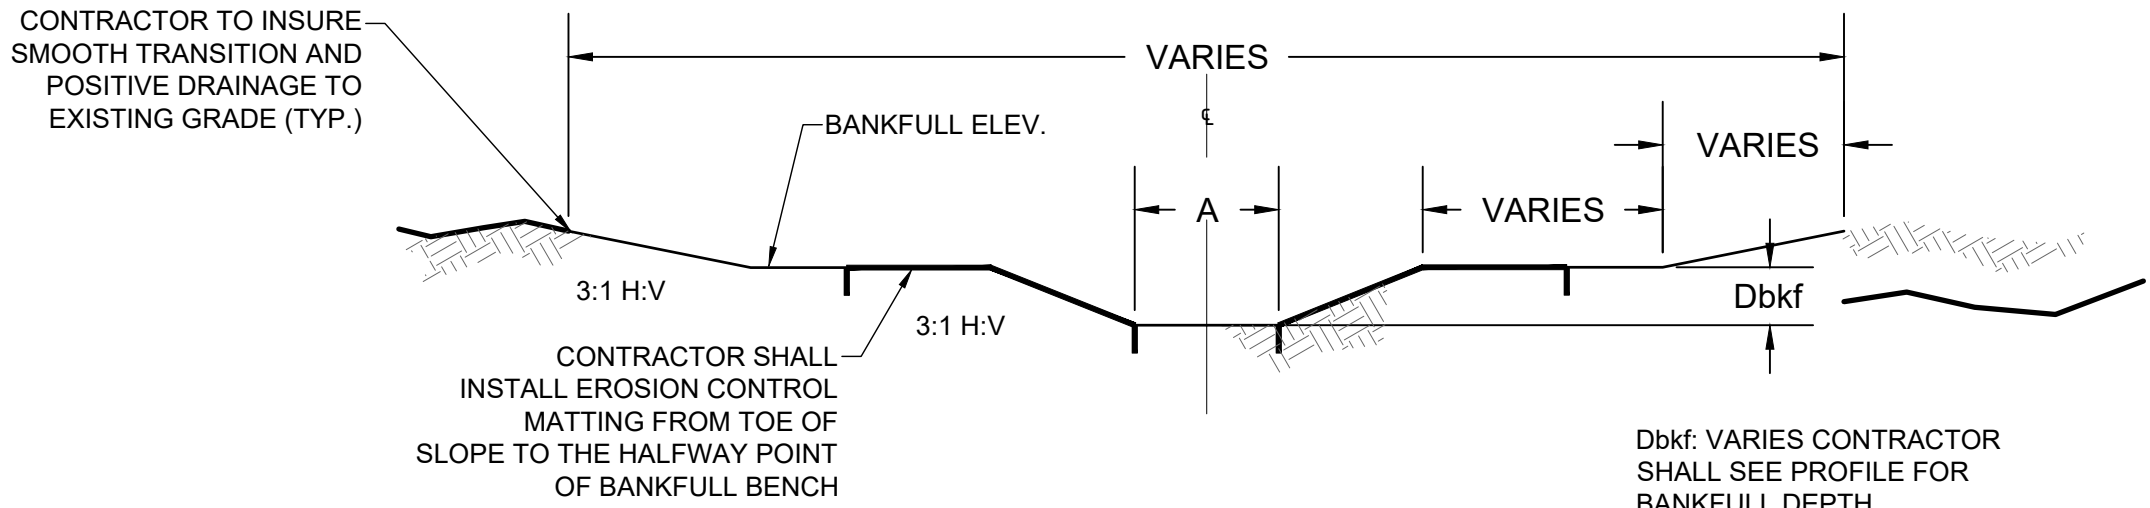 CONTRACTOR TO INSURE
SMOOTH TRANSITION AND
POSITIVE DRAINAGE TO
EXISTING GRADE (TYP.)
VARIES
℄
BANKFULL ELEV.
VARIES
A
VARIES
3:1 H:V
Dbkf
3:1 H:V
CONTRACTOR SHALL
INSTALL EROSION CONTROL
MATTING FROM TOE OF
SLOPE TO THE HALFWAY POINT
OF BANKFULL BENCH
Dbkf: VARIES CONTRACTOR
SHALL SEE PROFILE FOR
BANKFULL DEPTH